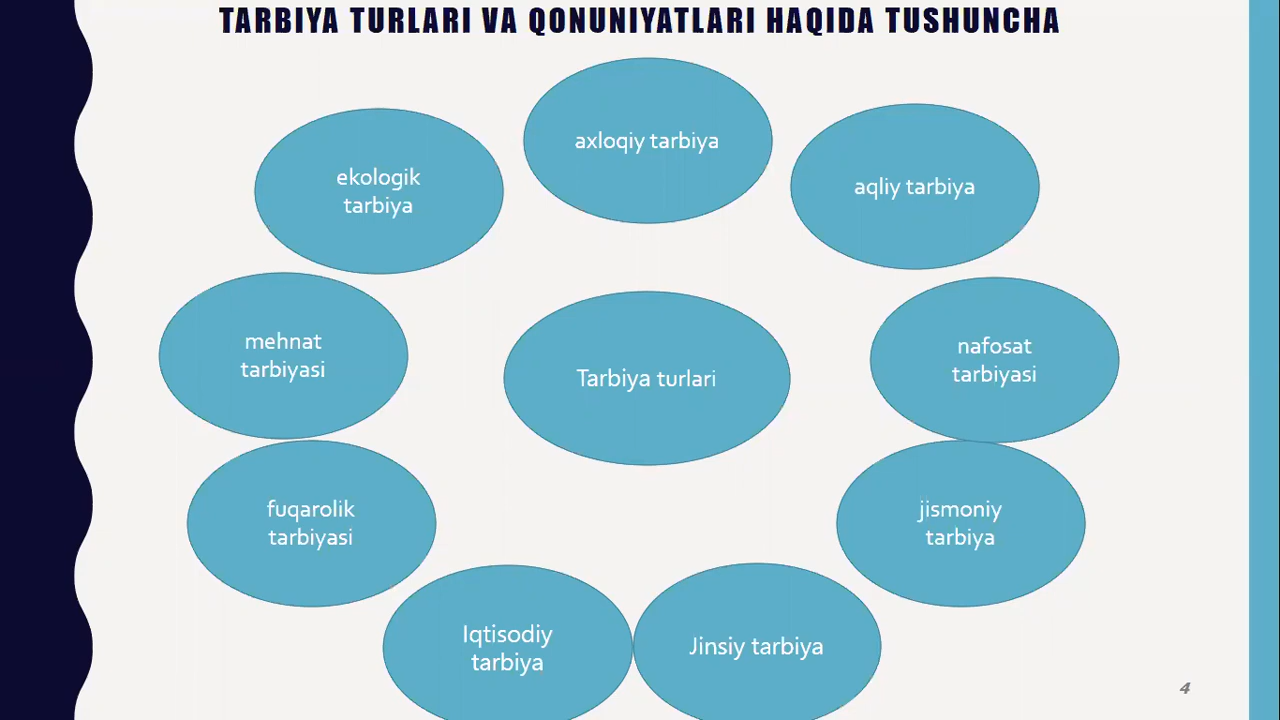 TARBIYA TURLARI VA QONUNIYATLARI HAQIDA TUSHUNCHA
axloqiy tarbiya
aqliy tarbiya
ekologik
tarbiya
mehnat
tarbiyasi
Tarbiya turlari
nafosat
tarbiyasi
fuqarolik
tarbiyasi
jismoniy
tarbiya
Iqtisodiy
tarbiya
Jinsiy tarbiya
4